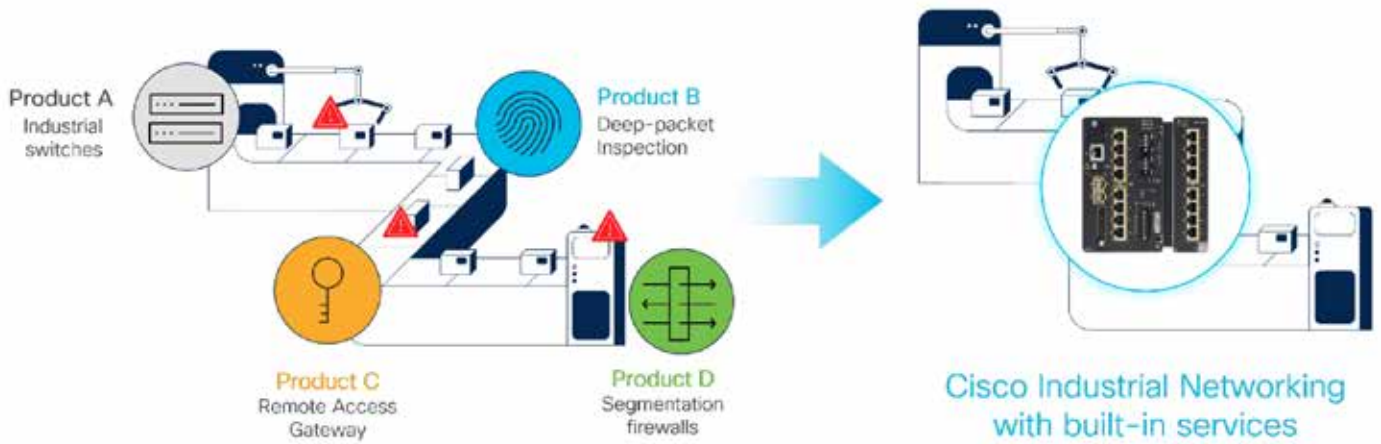 Product A
Industrial
switches
Product B
Deep-packet
Inspection
Product C
Remote Access
Gateway
Product D
Segmentation
firewalls
Cisco Industrial Networking
with built-in services